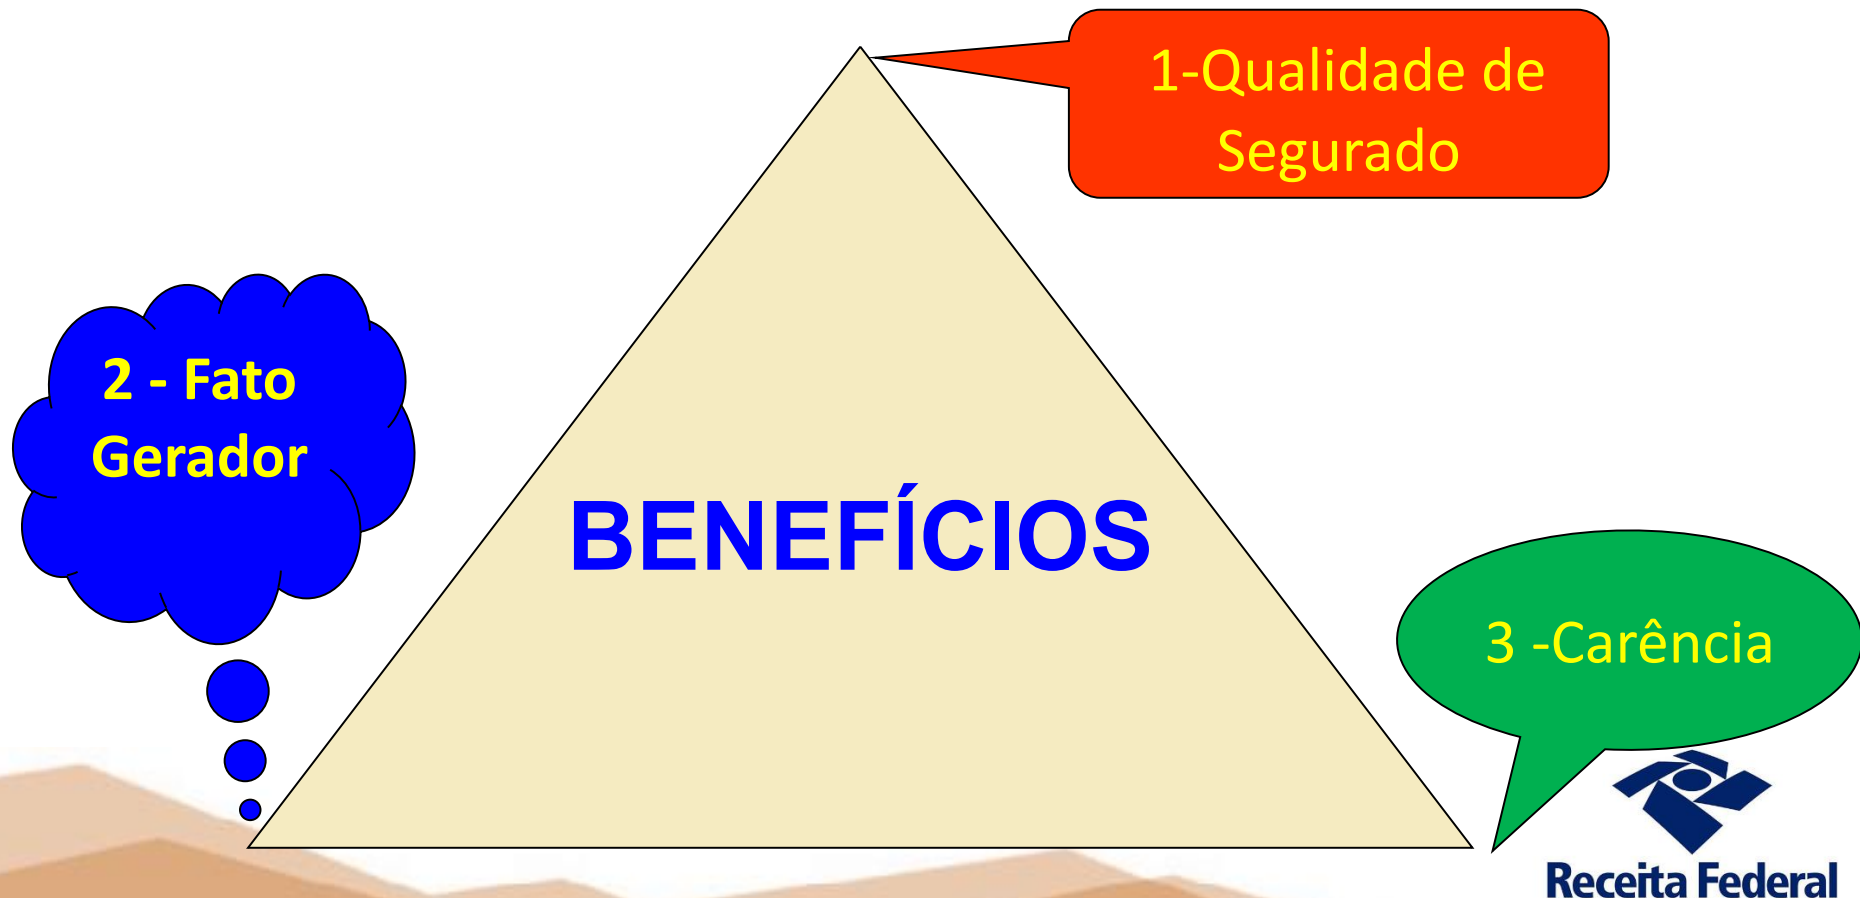 1-Qualidade de
Segurado
2 - Fato
Gerador
BENEFÍCIOS
3 -Carência
Receita Federal